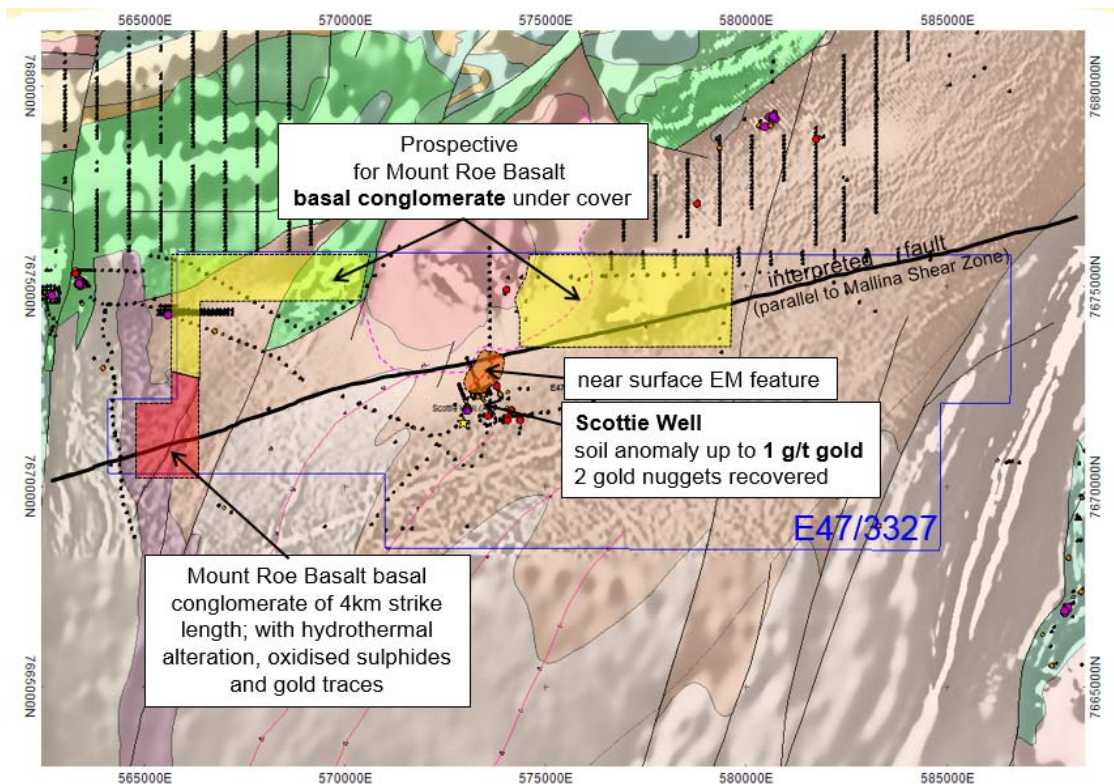 565000E
570000E
575000E
580000E
585000E
7680000N
7680000N
Prospective
for Mount Roe Basalt
basal conglomerate under cover
7675000N
7675000N
interpreted fault
(parallel to Mallina Shear Zone)
near surface EM feature
E47
Scottie
Scottie Well
soil anomaly up to 1 g/t gold
2 gold nuggets recovered
7670000N
7670000N
E47/3327
Mount Roe Basalt basal
conglomerate of 4km strike
length; with hydrothermal
alteration, oxidised sulphides
and gold traces
7665000N
7665000N
565000E
570000E
575000E
580000E
585000E